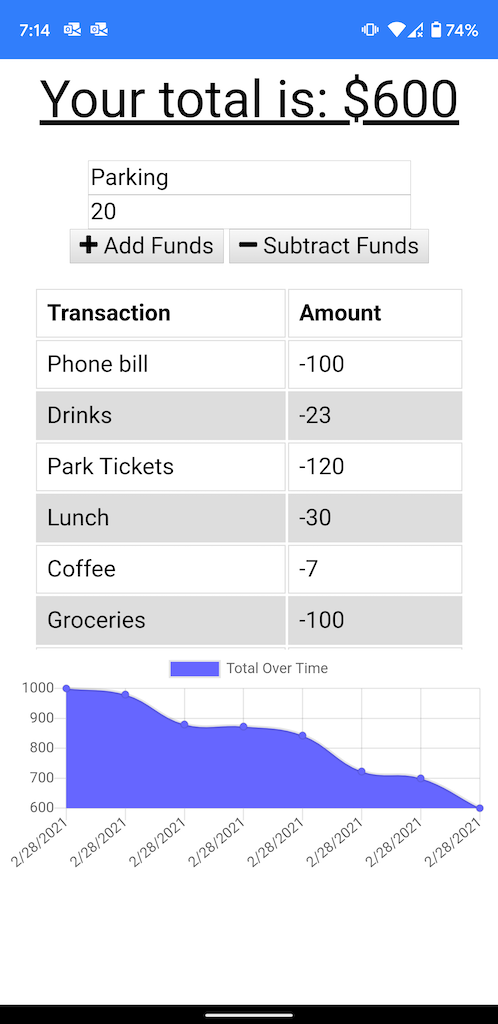 7:14 74%
Your total is: $600
Parking
20
Add Funds Subtract Funds
Transaction Amount
Phone bill -100
Drinks -23
Park Tickets -120
Lunch -30
Coffee -7
Groceries -100
Total Over Time
1000
900
800
700
600
2/28/2021 2/28/2021 2/28/2021 2/28/2021 2/28/2021 2/28/2021 2/28/2021 2/28/2021